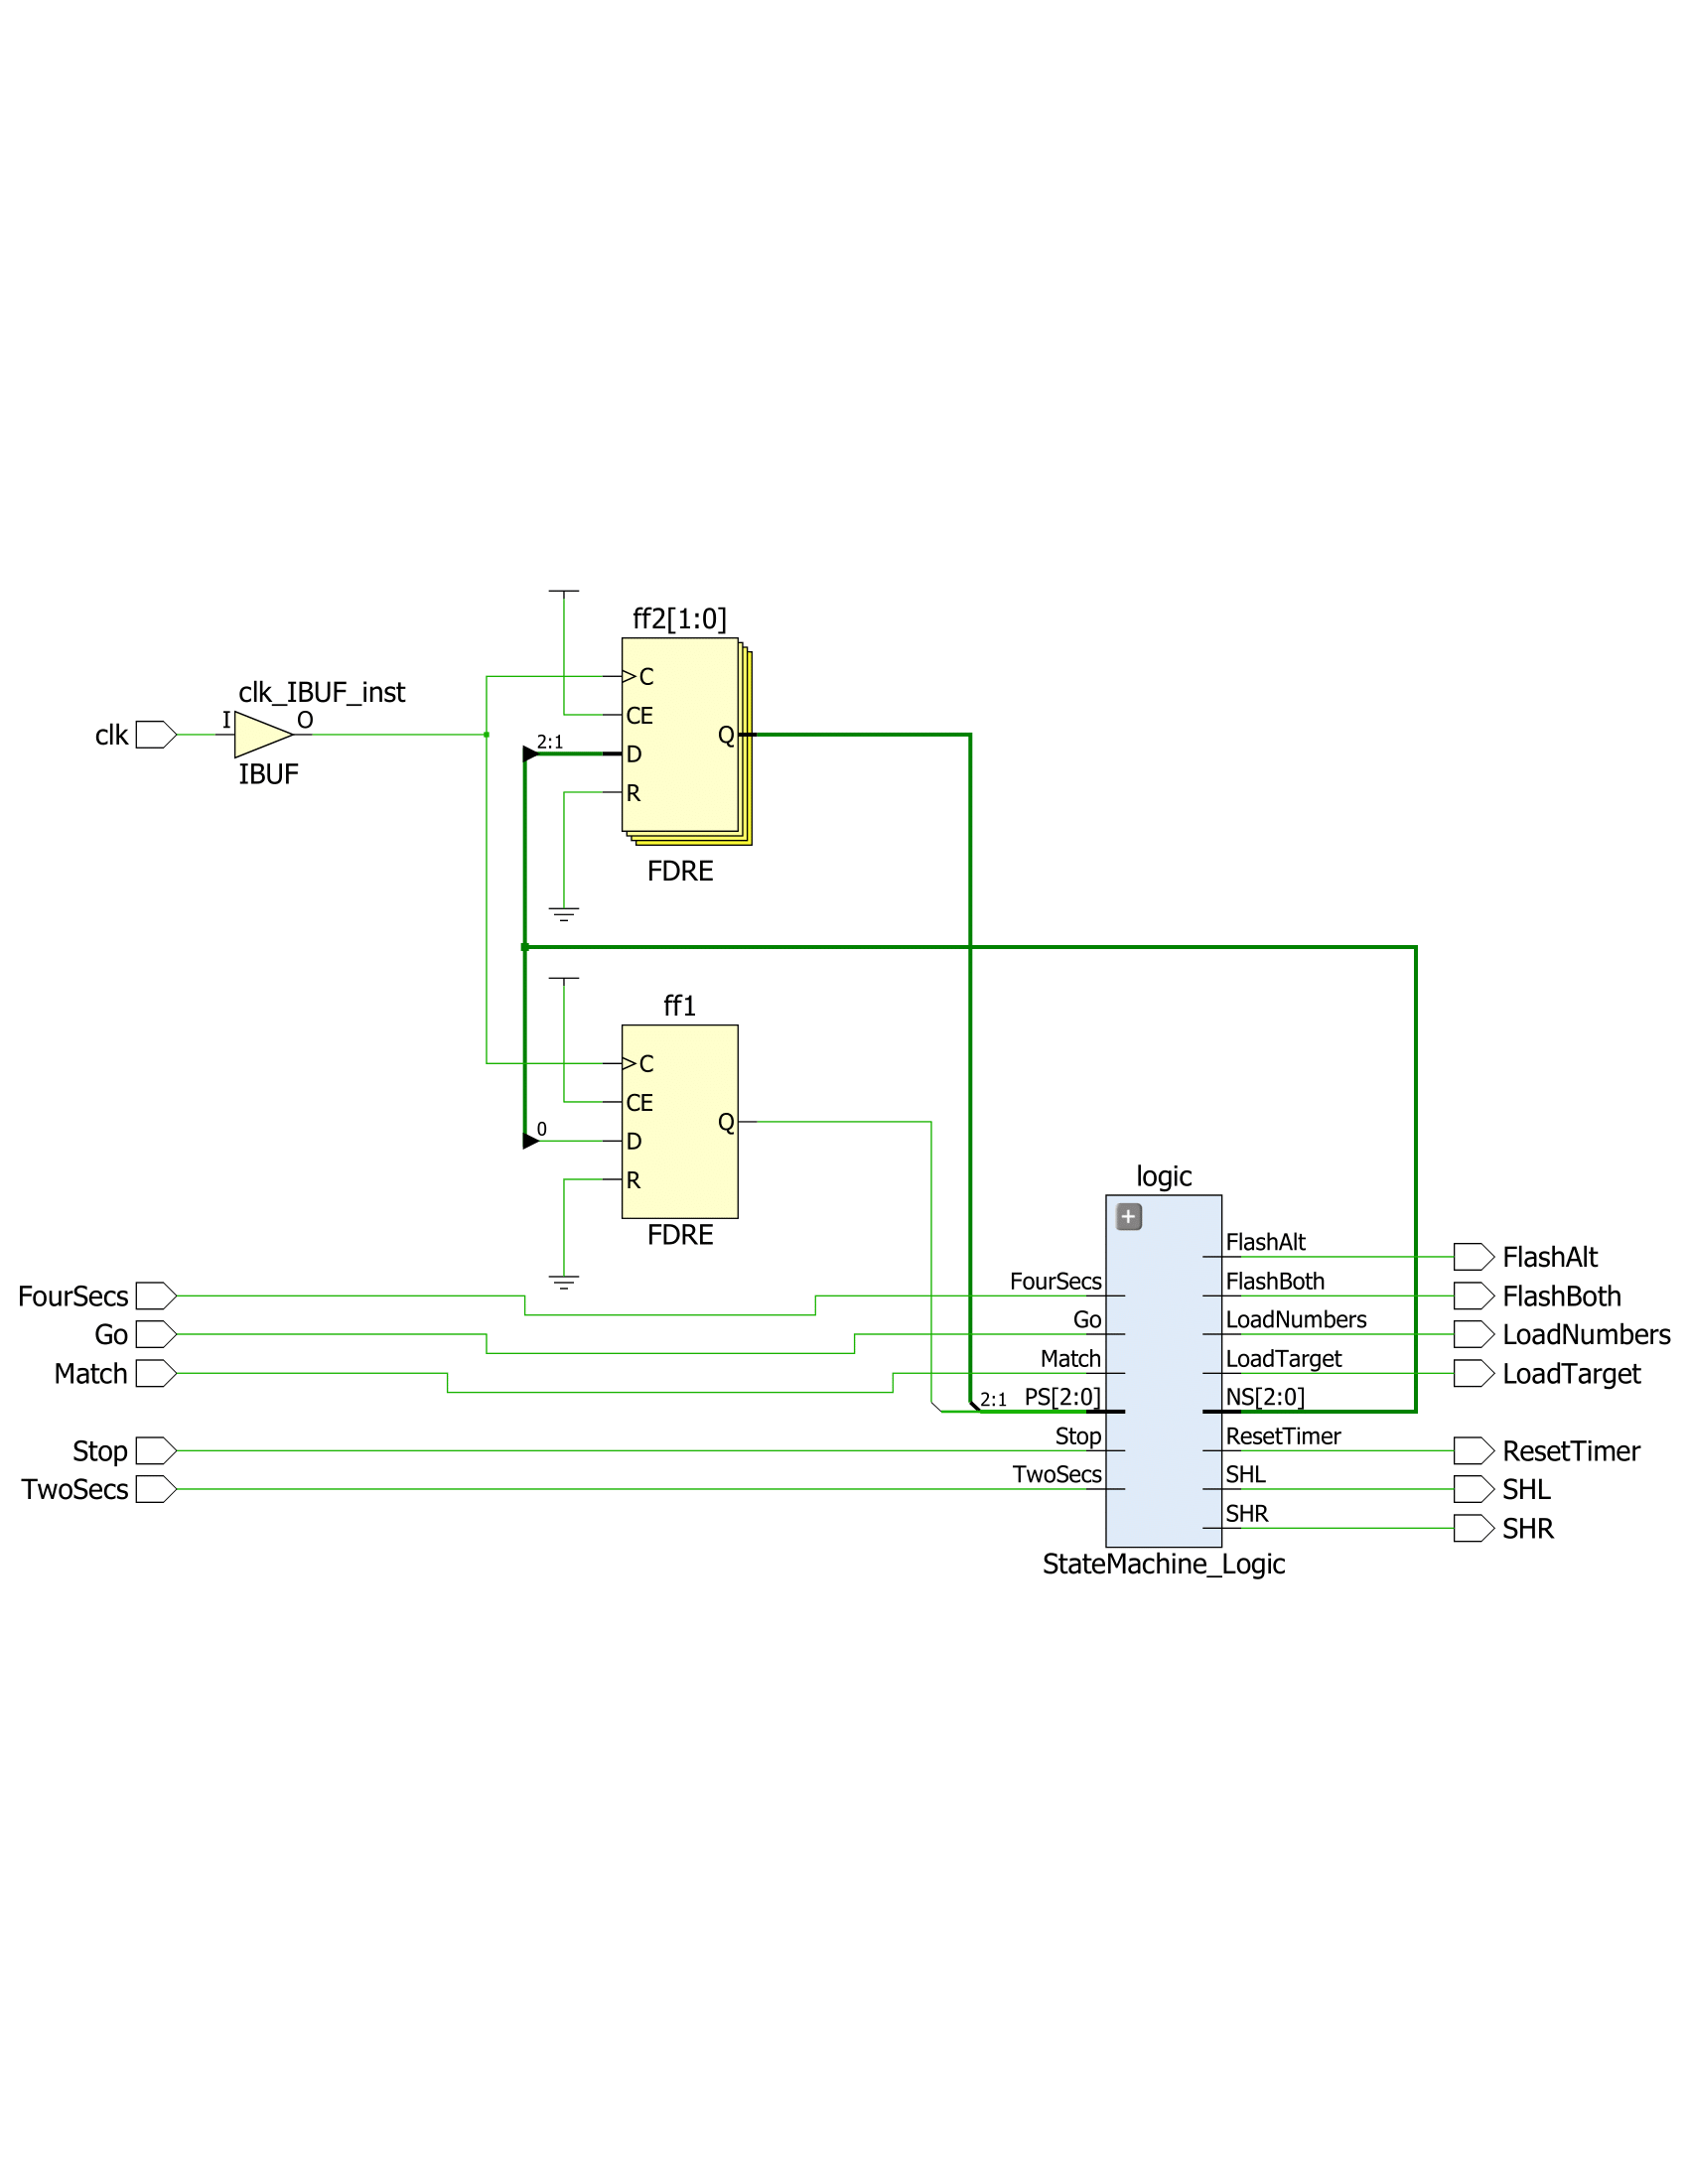 ff2[1:0]
C
CE
D
R
Q
2:1
FDRE
clk
clk_IBUF_inst
I
O
IBUF
ff1
C
CE
D
R
Q
0
FDRE
logic
FourSecs
Go
Match
Stop
TwoSecs
FourSecs
Go
Match
2:1 PS[2:0]
Stop
TwoSecs
FlashAlt
FlashBoth
LoadNumbers
LoadTarget
NS[2:0]
ResetTimer
SHL
SHR
StateMachine_Logic
FlashAlt
FlashBoth
LoadNumbers
LoadTarget
ResetTimer
SHL
SHR